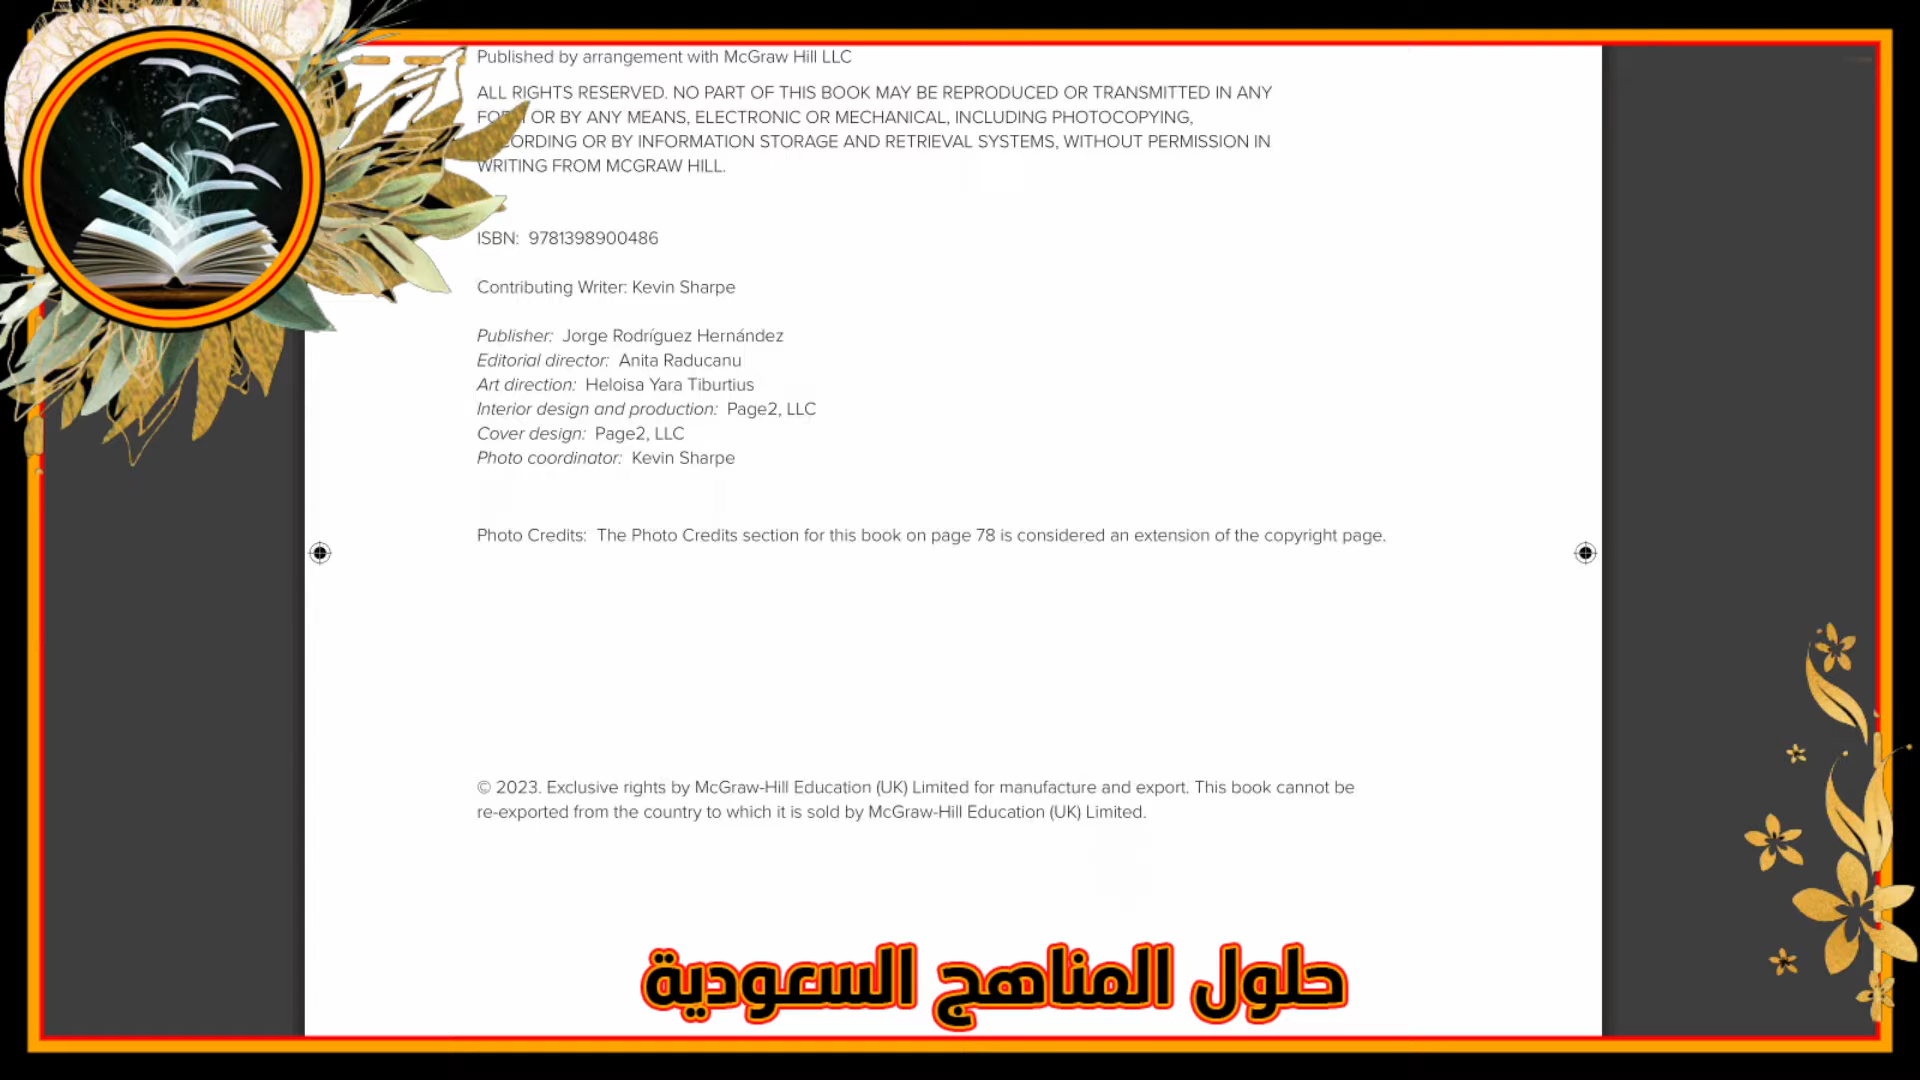 Published by arrangement with McGraw Hill LLC
ALL RIGHTS RESERVED. NO PART OF THIS BOOK MAY BE REPRODUCED OR TRANSMITTED IN ANY
OR BY ANY MEANS, ELECTRONIC OR MECHANICAL, INCLUDING PHOTOCOPYING,
OR BY INFORMATION STORAGE AND RETRIEVAL SYSTEMS, WITHOUT PERMISSION IN
WRITING FROM MCGRAW HILL.
ISBN: 9781398900486
Contributing Writer: Kevin Sharpe
Publisher: Jorge Rodríguez Hernández
Editorial director: Anita Raducanu
Art direction: Heloisa Yara Tiburtius
Interior design and production: Page2, LLC
Cover design: Page2, LLC
Photo coordinator: Kevin Sharpe
Photo Credits: The Photo Credits section for this book on page 78 is considered an extension of the copyright page.
© 2023. Exclusive rights by McGraw-Hill Education (UK) Limited for manufacture and export. This book cannot be
re-exported from the country to which it is sold by McGraw-Hill Education (UK) Limited.
حلول المناهج السعودية